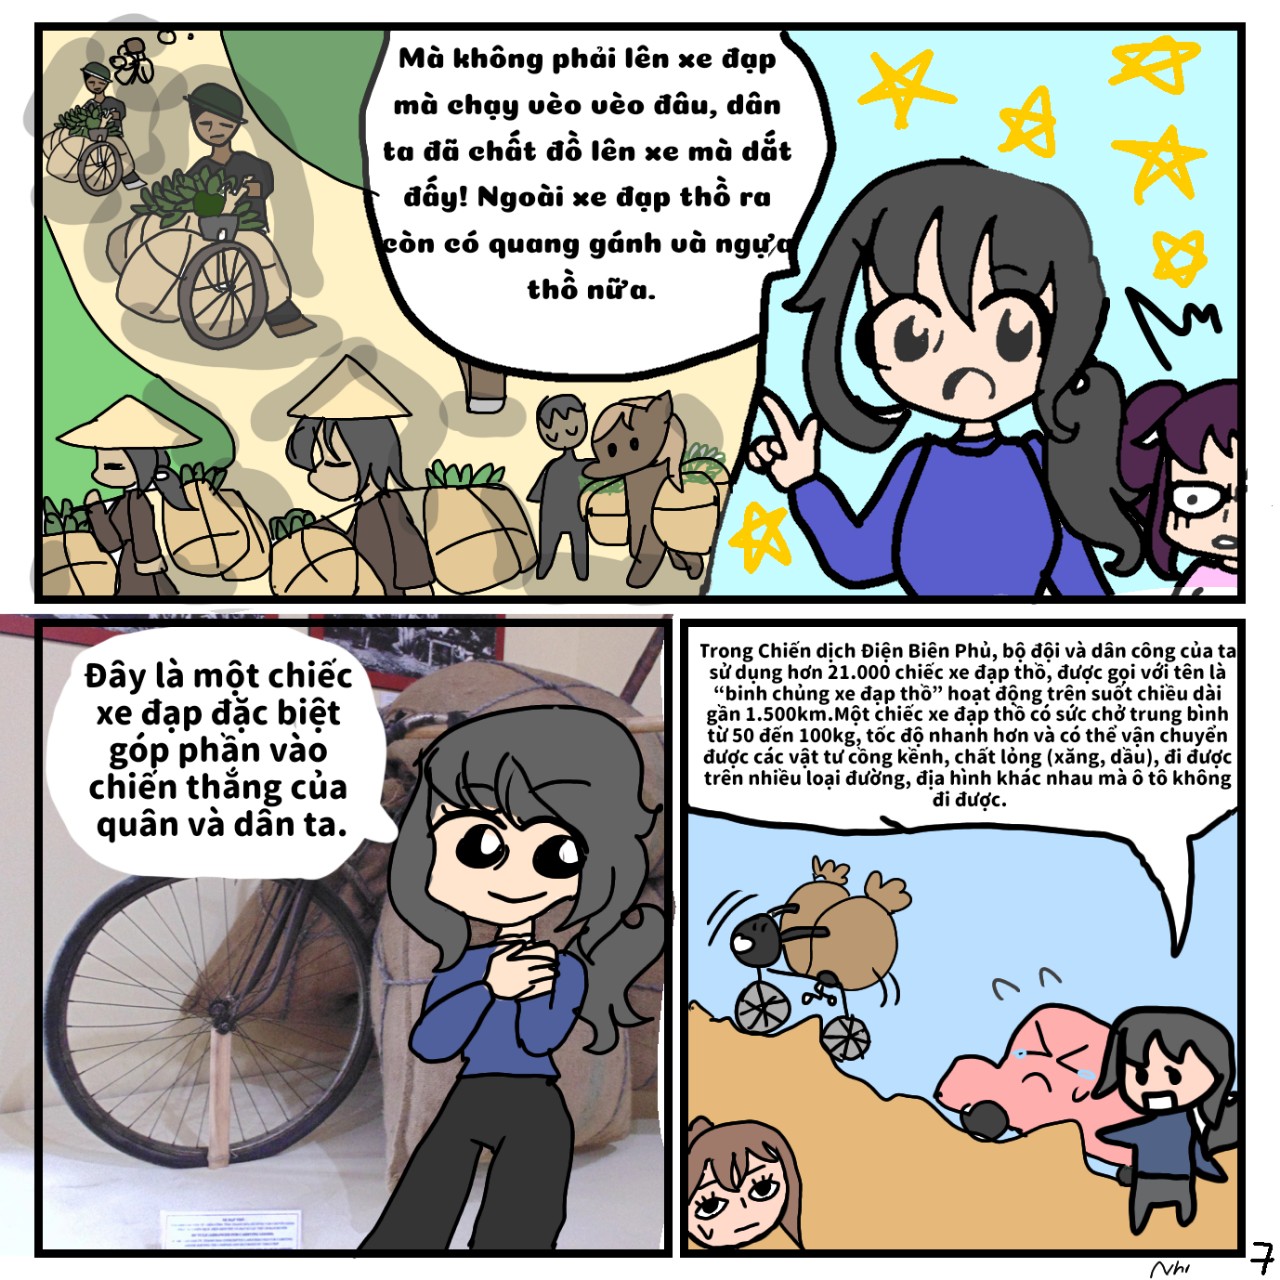 Mà không phải lên xe đạp
mà chạy vèo vèo đâu, dân
ta đã chất đồ lên xe mà dắt
đấy! Ngoài xe đạp thồ ra
còn có quang gánh và ngựa
thồ nữa.
Đây là một chiếc
xe đạp đặc biệt
góp phần vào
chiến thắng của
quân và dân ta.
Trong Chiến dịch Điện Biên Phủ, bộ đội và dân công của ta
sử dụng hơn 21.000 chiếc xe đạp thồ, được gọi với tên là
“binh chủng xe đạp thồ” hoạt động trên suốt chiều dài
gần 1.500km.Một chiếc xe đạp thồ có sức chở trung bình
từ 50 đến 100kg, tốc độ nhanh hơn và có thể vận chuyển
được các vật tư cồng kềnh, chất lỏng (xăng, dầu), đi được
trên nhiều loại đường, địa hình khác nhau mà ô tô không
đi được.
Nhi
7